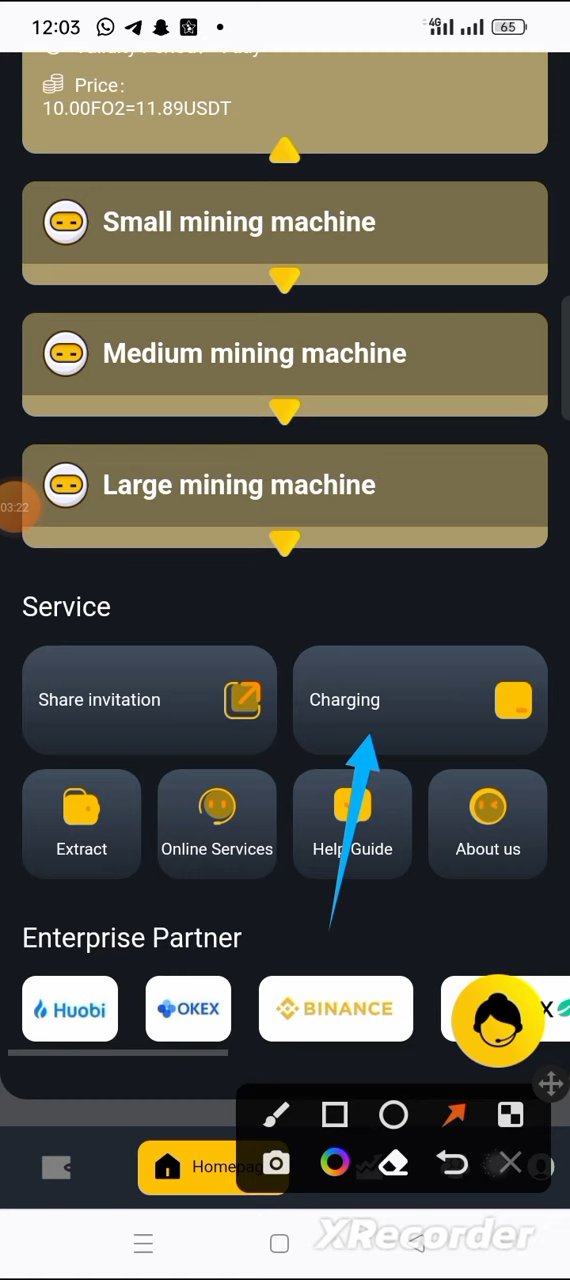 12:03
4G
65
Price:
10.00FO2=11.89USDT
Small mining machine
Medium mining machine
Large mining machine
03:22
Service
Share invitation
Charging
Extract
Online Services
Help Guide
About us
Enterprise Partner
Huobi
OKEX
BINANCE
X
Homepag
XRecorder